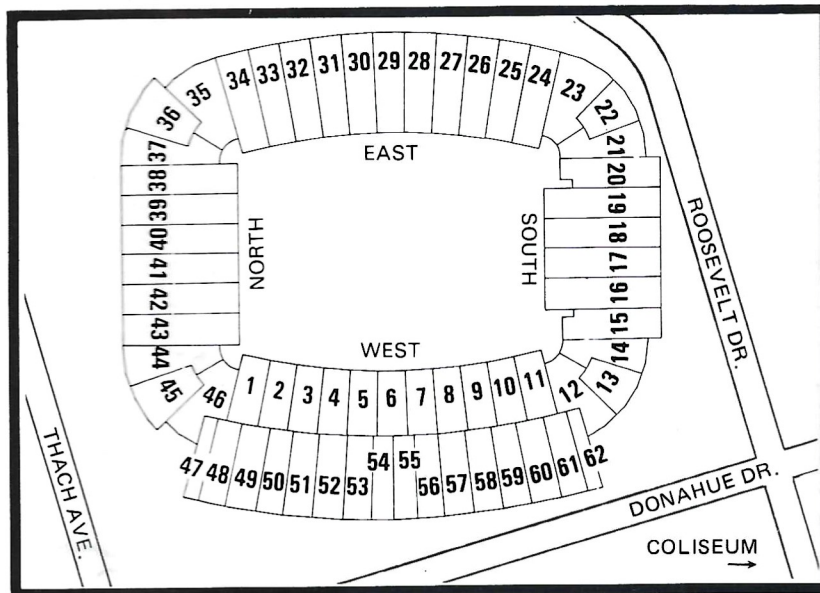 34 33 32 31 30 29 28 27 26 25 24
35 23
36 22
37 21
38 20
39 19
40 18
41 17
42 16
43 15
44 14
45 13
46 1 2 3 4 5 6 7 8 9 10 11 12
47 48 49 50 51 52 53 54 55 56 57 58 59 60 61 62
EAST
NORTH
SOUTH
WEST
ROOSEVELT DR.
THACH AVE.
DONAHUE DR.
COLISEUM